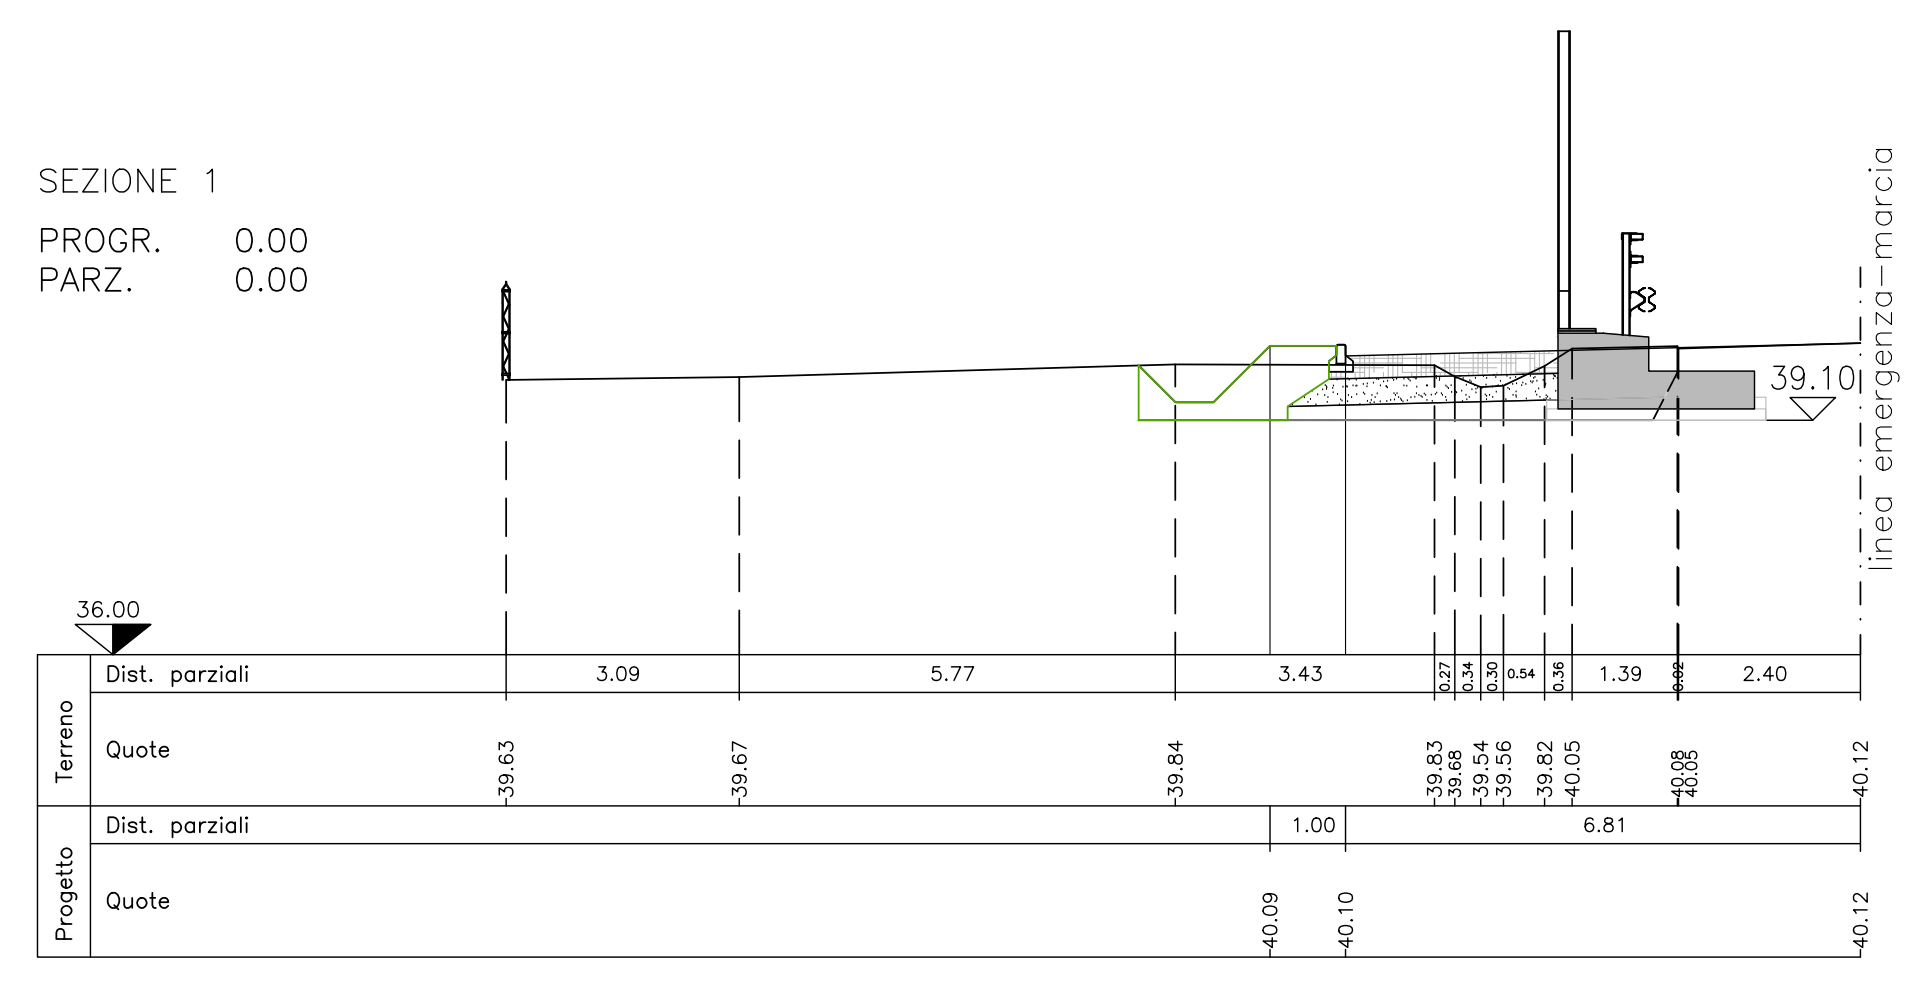 SEZIONE 1
PROGR. 0.00
PARZ. 0.00
39.10
linea emergenza-marcia
36.00
Terreno
Dist. parziali 3.09 5.77 3.43 0.27 0.34 0.30 0.54 0.36 1.39 0.02 2.40
Quote 39.63 39.67 39.84 39.83 39.68 39.54 39.56 39.82 40.05 40.08 40.05 40.12
Progetto
Dist. parziali 1.00 6.81
Quote 40.09 40.10 40.12